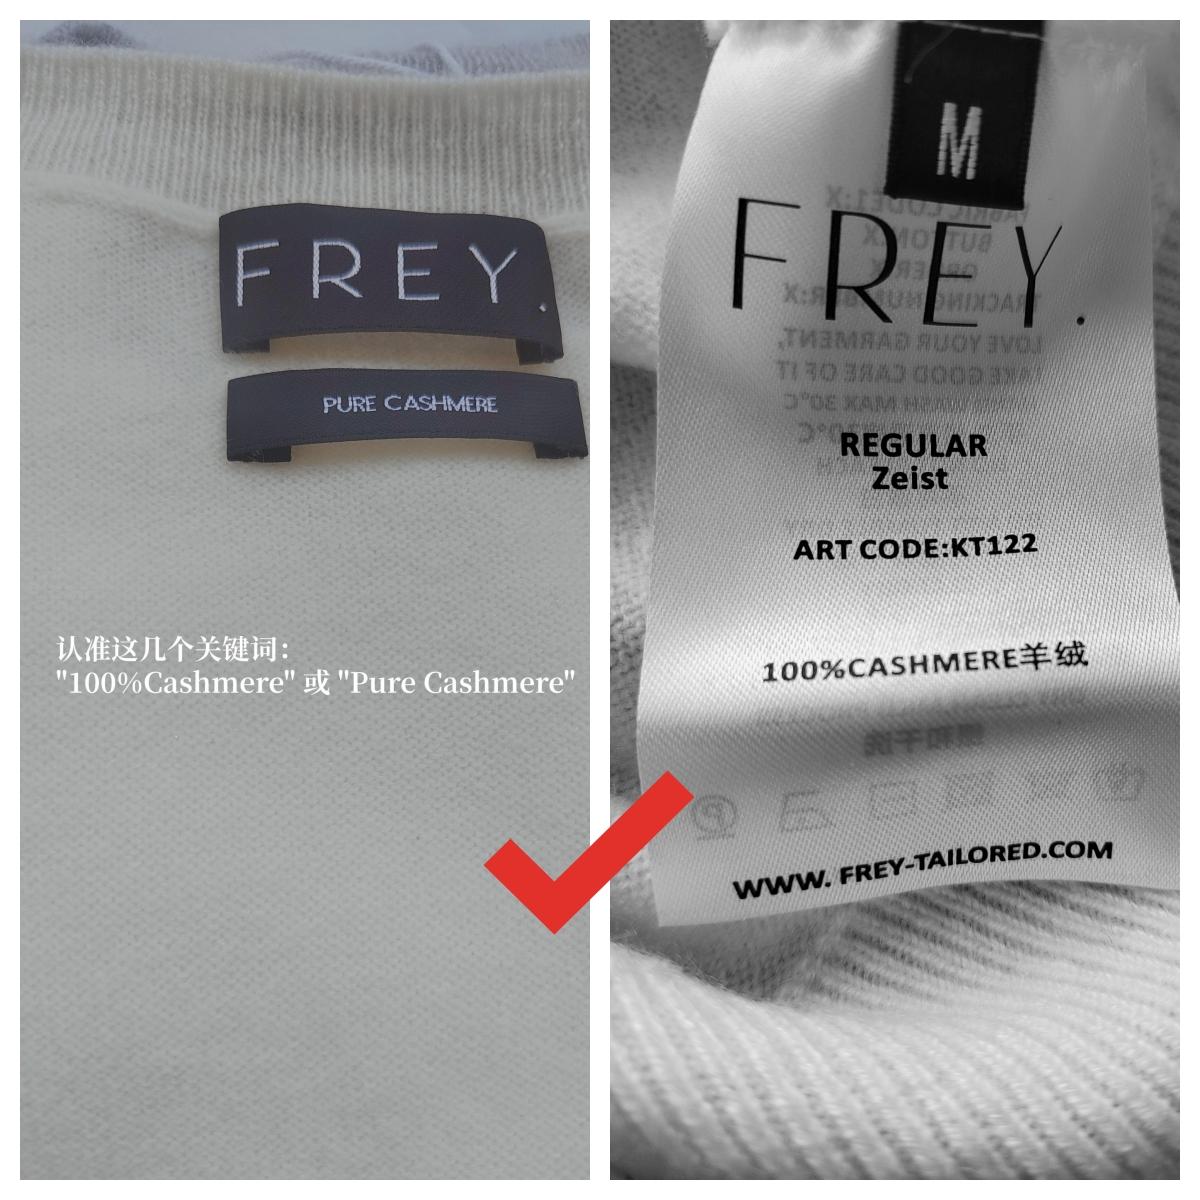 FREY.
PURE CASHMERE
认准这几个关键词：
"100%Cashmere" 或 "Pure Cashmere"
M
FREY.
REGULAR
Zeist
ART CODE:KT122
100%CASHMERE羊绒
WWW. FREY-TAILORED.COM